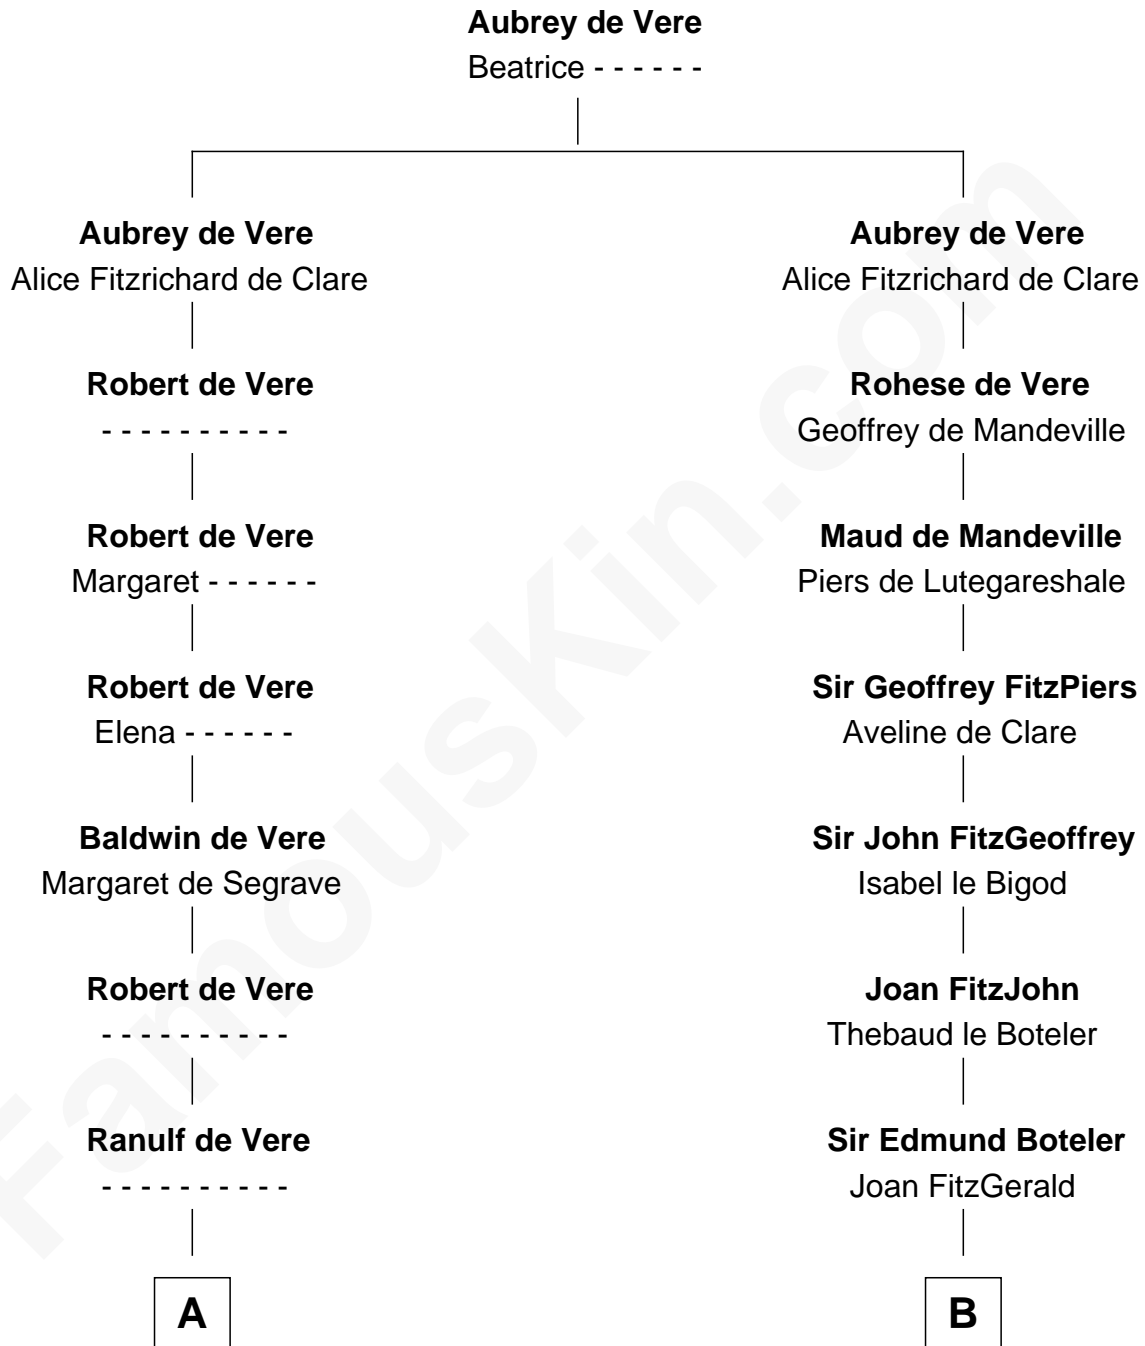 Aubrey de Vere
Beatrice - - - - - -
Aubrey de Vere
Alice Fitzrichard de Clare
Robert de Vere
- - - - - - - - - -
Robert de Vere
Margaret - - - - - -
Robert de Vere
Elena - - - - - -
Baldwin de Vere
Margaret de Segrave
Robert de Vere
- - - - - - - - - -
Ranulf de Vere
- - - - - - - - - -
A
Aubrey de Vere
Alice Fitzrichard de Clare
Rohese de Vere
Geoffrey de Mandeville
Maud de Mandeville
Piers de Lutegareshale
Sir Geoffrey FitzPiers
Aveline de Clare
Sir John FitzGeoffrey
Isabel le Bigod
Joan FitzJohn
Thebaud le Boteler
Sir Edmund Boteler
Joan FitzGerald
B
FamousKin.com